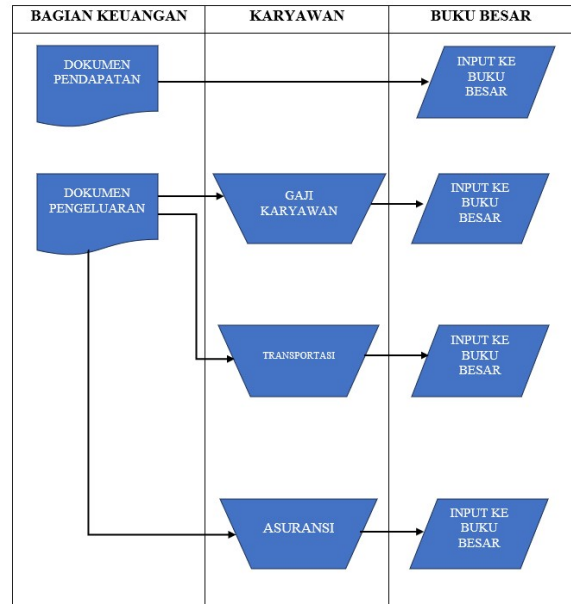 BAGIAN KEUANGAN
KARYAWAN
BUKU BESAR
DOKUMEN
PENDAPATAN
INPUT KE
BUKU
BESAR
DOKUMEN
PENGELUARAN
GAJI
KARYAWAN
INPUT KE
BUKU
BESAR
TRANSPORTASI
INPUT KE
BUKU
BESAR
ASURANSI
INPUT KE
BUKU
BESAR